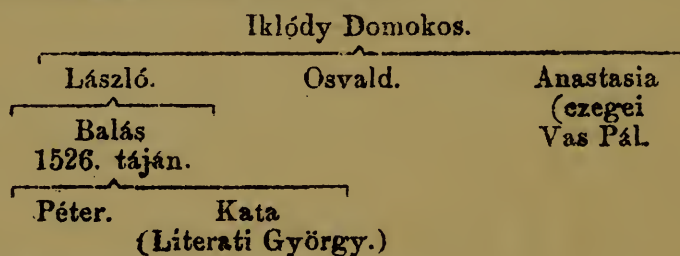 Iklódy Domokos.
László. Osvald. Anastasia
(czegei
Vas Pál.
Balás
1526. táján.
Péter. Kata
(Literati György.)